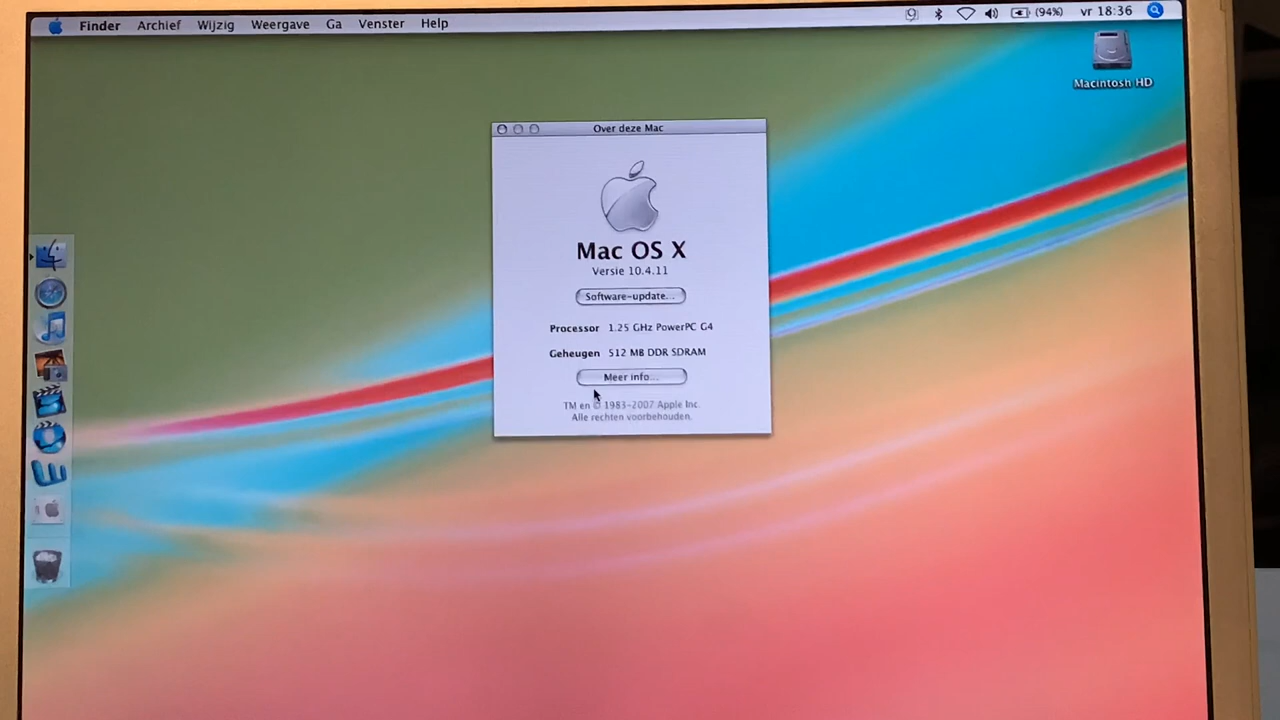 Finder Archief Wijzig Weergave Ga Venster Help (94%) vr 18:36
Macintosh HD
Over deze Mac
Mac OS X
Versie 10.4.11
Software-update...
Processor 1.25 GHz PowerPC G4
Geheugen 512 MB DDR SDRAM
Meer info...
TM en © 1983-2007 Apple Inc.
Alle rechten voorbehouden.